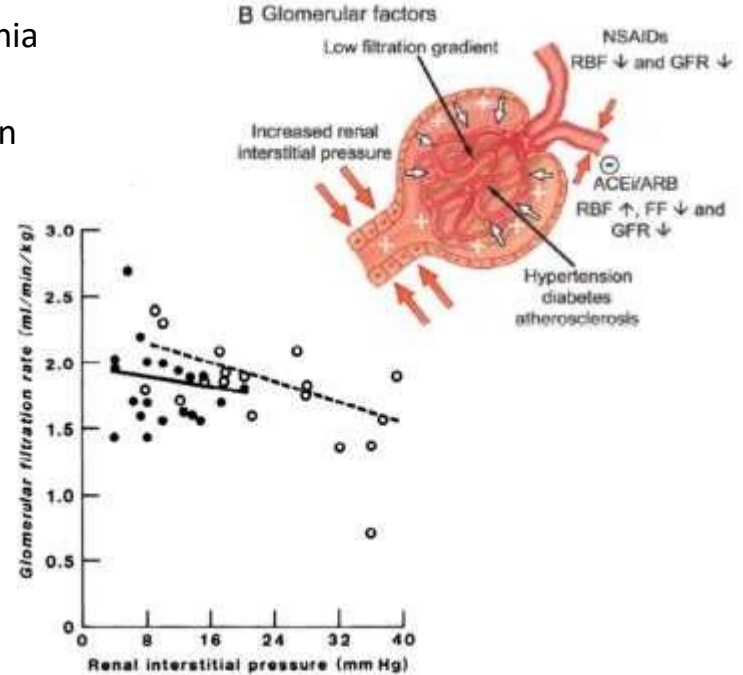 nia
n
B Glomerular factors
Low filtration gradient
NSAIDs
RBF ↓ and GFR ↓
Increased renal
interstitial pressure
⊖
ACEi/ARB
RBF ↑, FF ↓ and
GFR ↓
Hypertension
diabetes
atherosclerosis
Glomerular filtration rate (ml/min/kg)
3.0
2.5
2.0
1.5
1.0
0.5
0
0 8 16 24 32 40
Renal interstitial pressure (mm Hg)